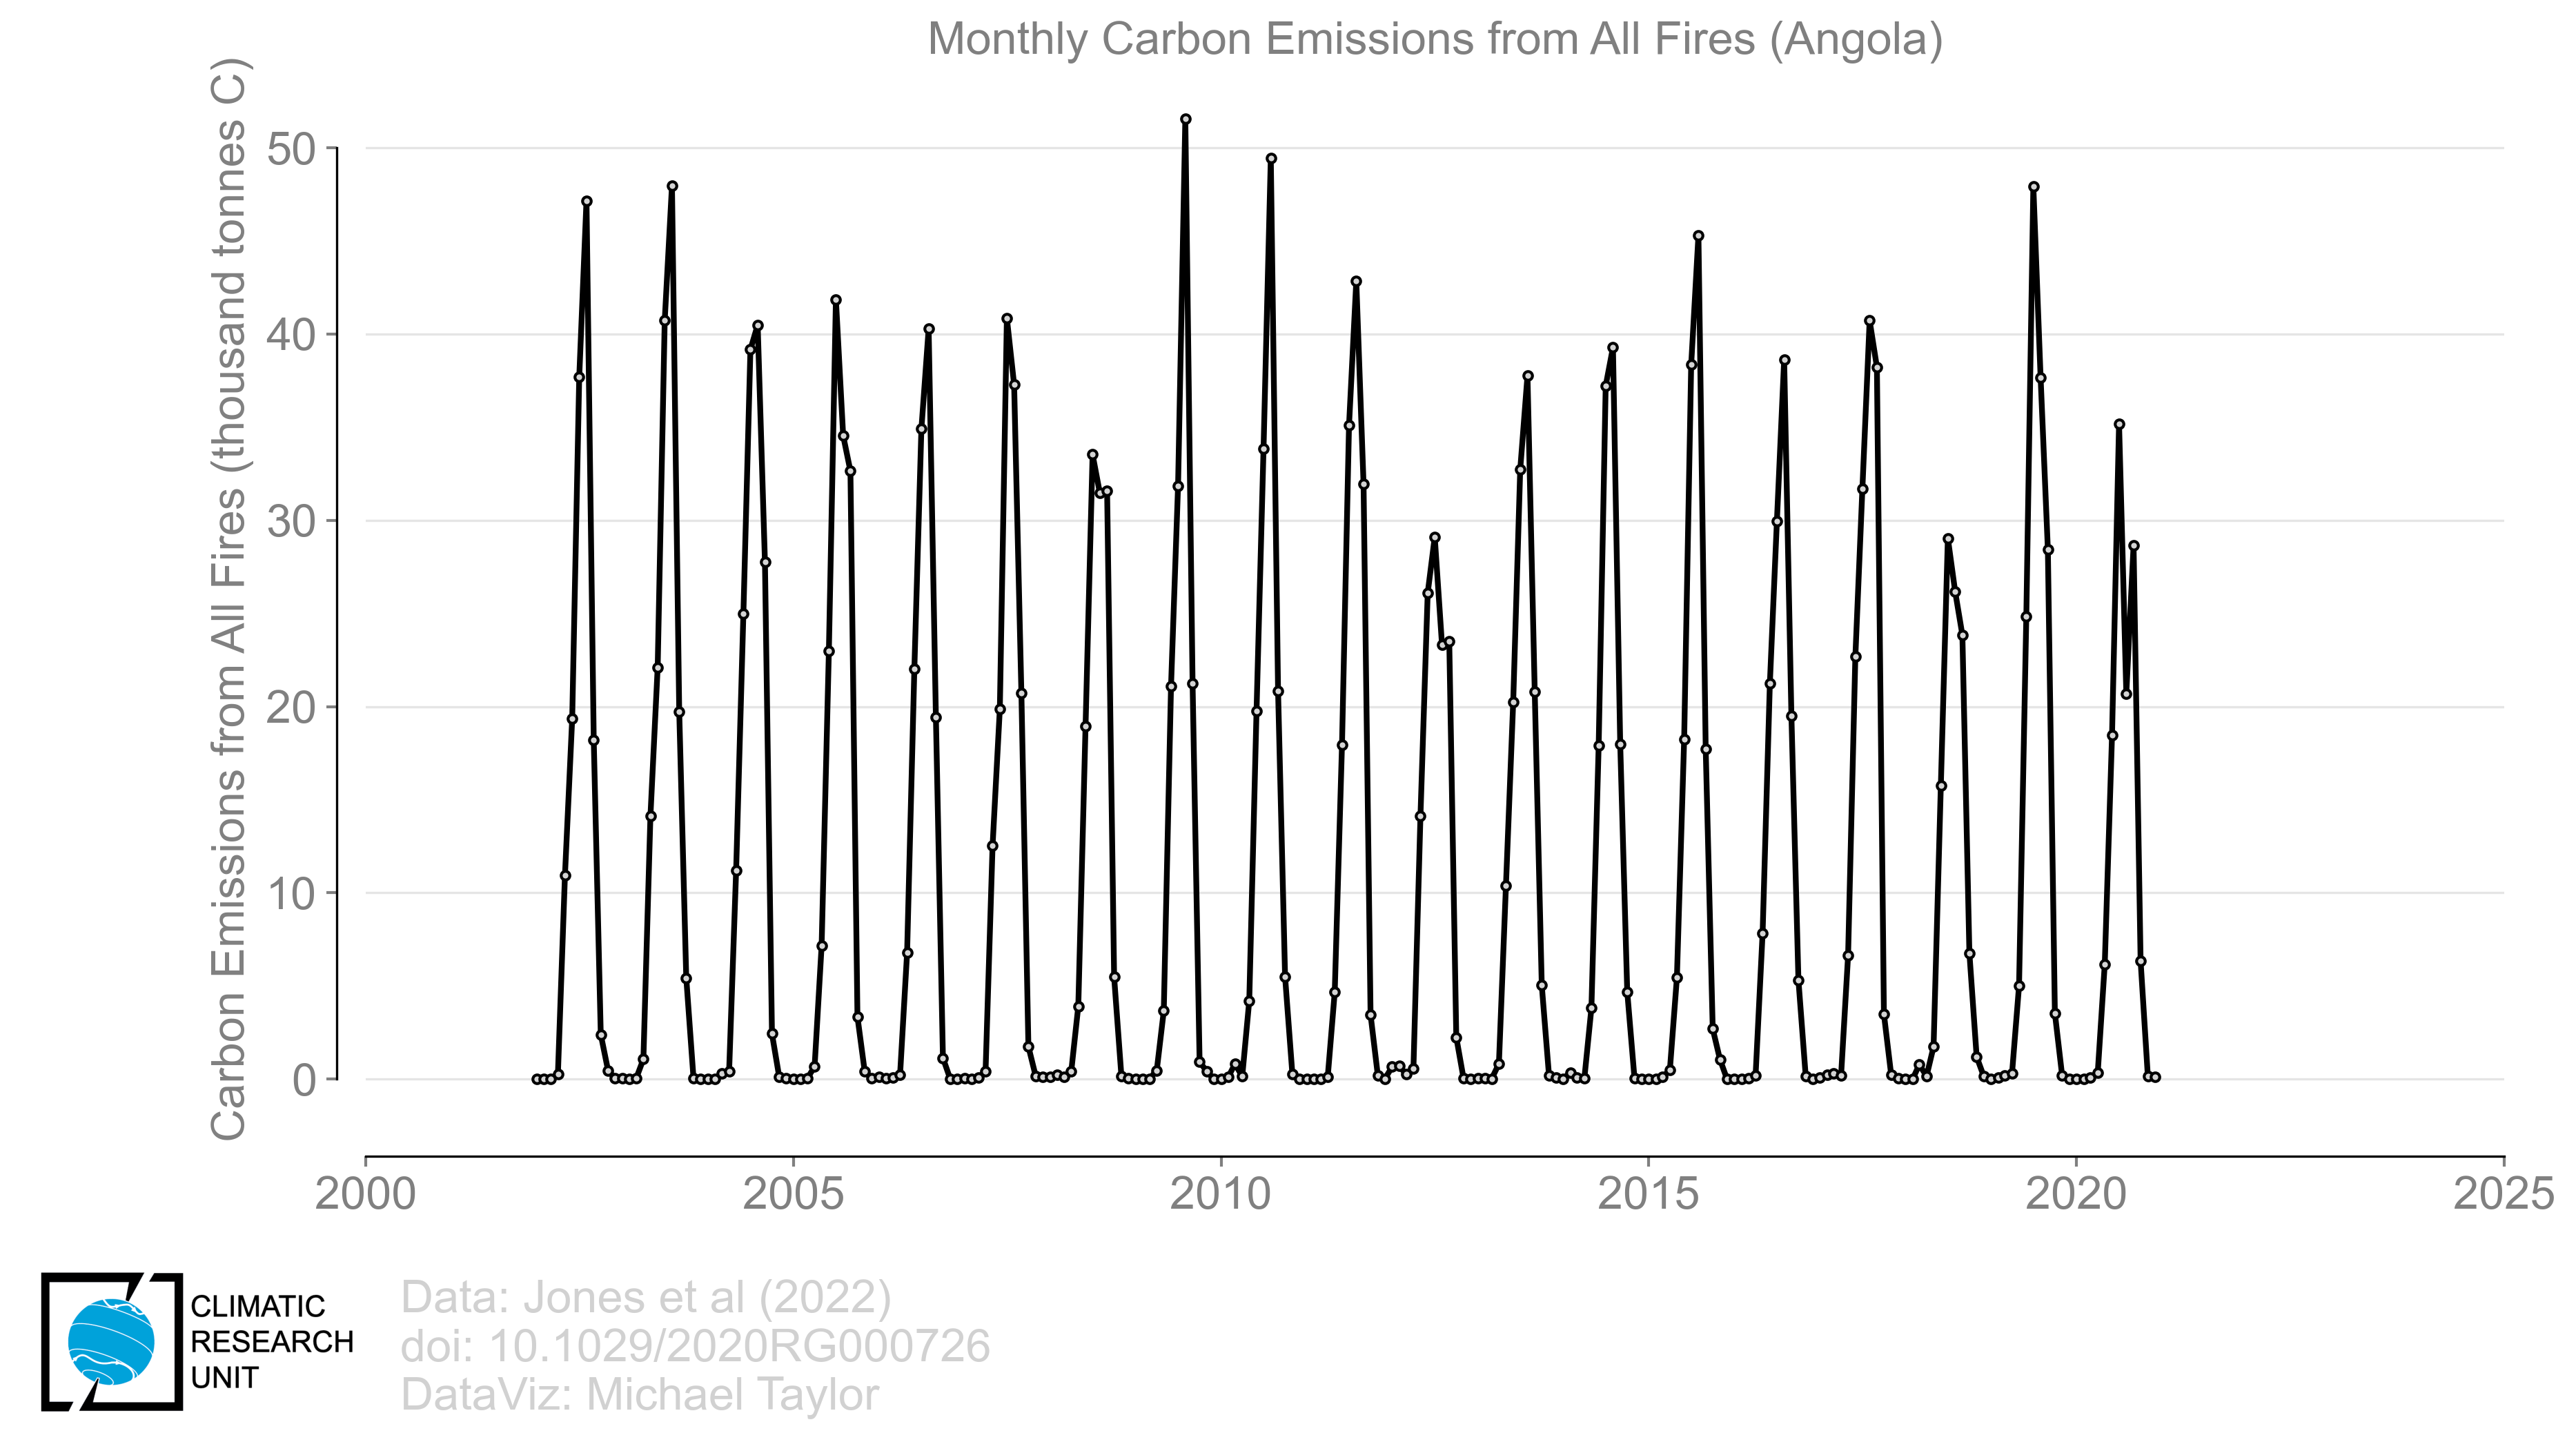 Monthly Carbon Emissions from All Fires (Angola)
Carbon Emissions from All Fires (thousand tonnes C)
50
40
30
20
10
0
2000 2005 2010 2015 2020 2025
CLIMATIC
RESEARCH
UNIT
Data: Jones et al (2022)
doi: 10.1029/2020RG000726
DataViz: Michael Taylor